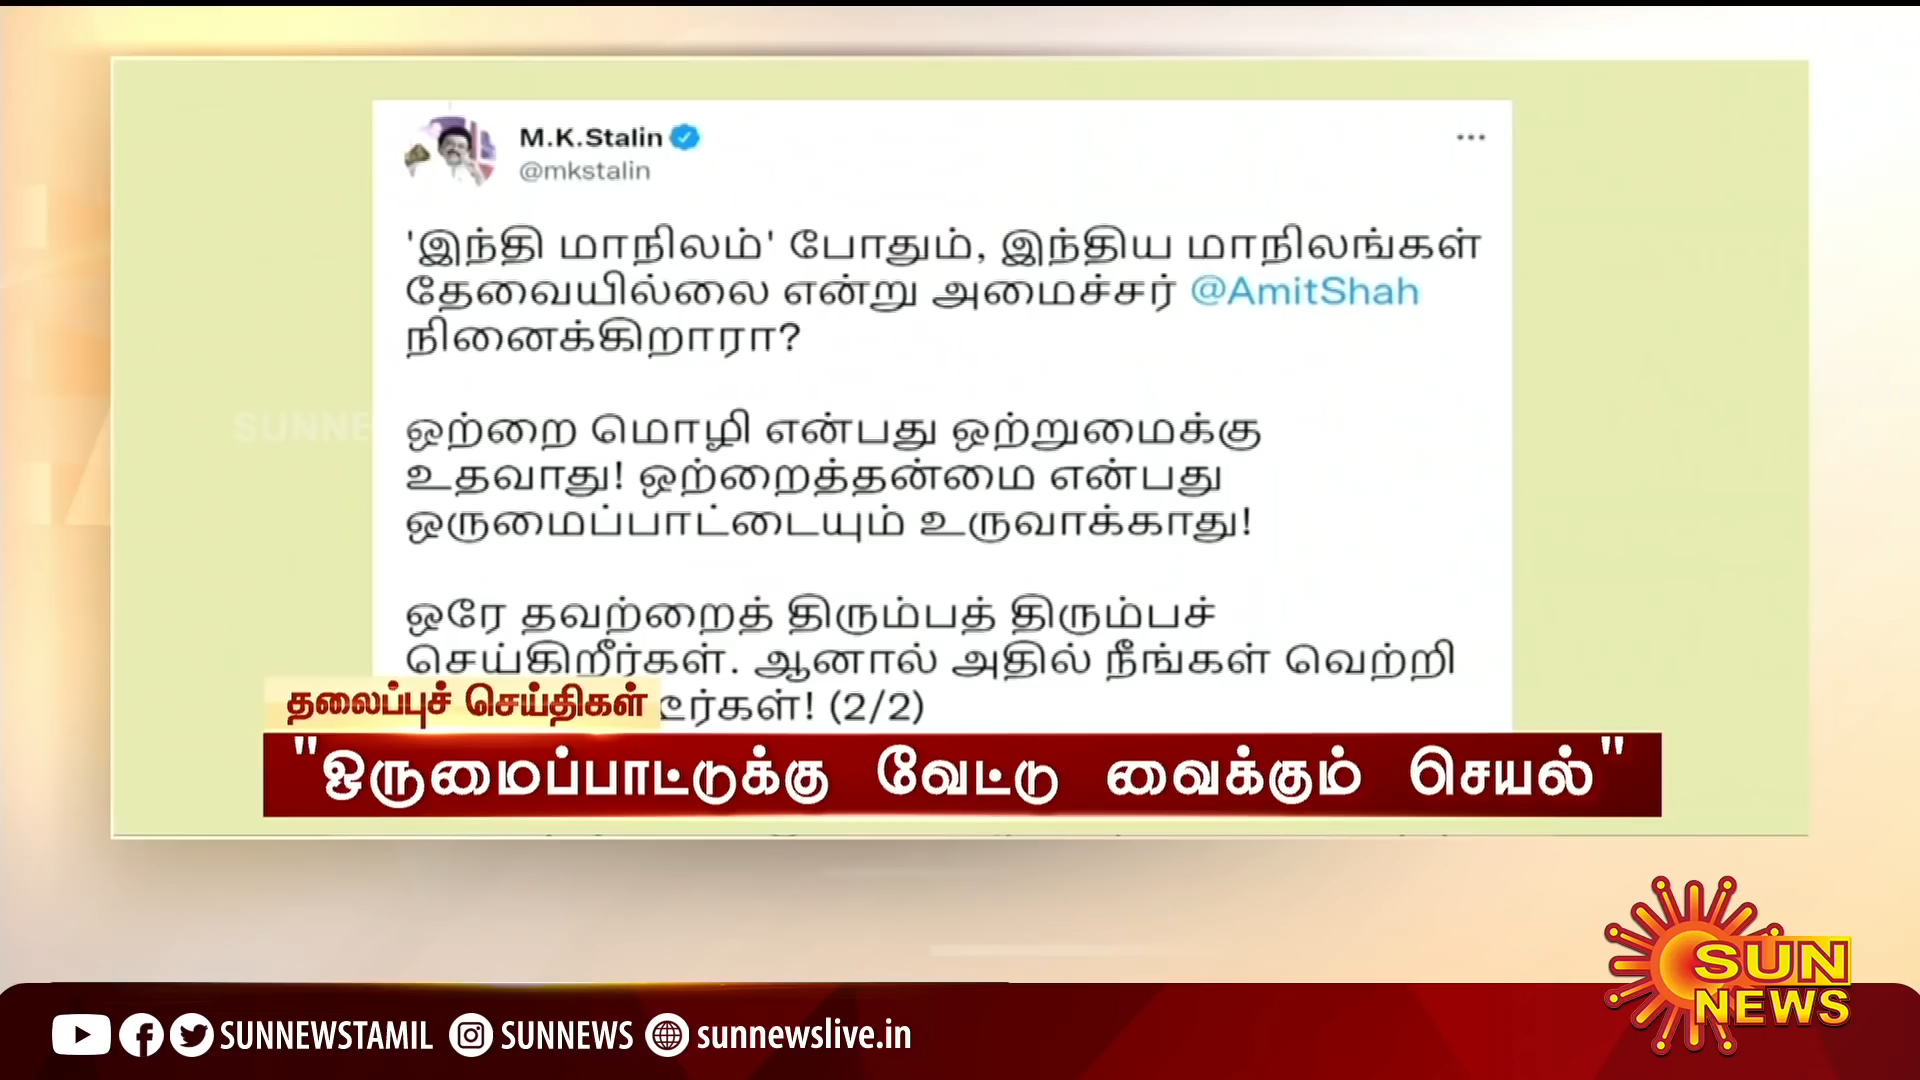 M.K.Stalin
@mkstalin
'இந்தி மாநிலம்' போதும், இந்திய மாநிலங்கள்
தேவையில்லை என்று அமைச்சர் @AmitShah
நினைக்கிறாரா?
ஒற்றை மொழி என்பது ஒற்றுமைக்கு
உதவாது! ஒற்றைத்தன்மை என்பது
ஒருமைப்பாட்டையும் உருவாக்காது!
ஒரே தவற்றைத் திரும்பத் திரும்பச்
செய்கிறீர்கள். ஆனால் அதில் நீங்கள் வெற்றி
(2/2)
தலைப்புச் செய்திகள்
"ஒருமைப்பாட்டுக்கு வேட்டு வைக்கும் செயல்"
SUN
NEWS
SUNNEWSTAMIL SUNNEWS sunnewslive.in